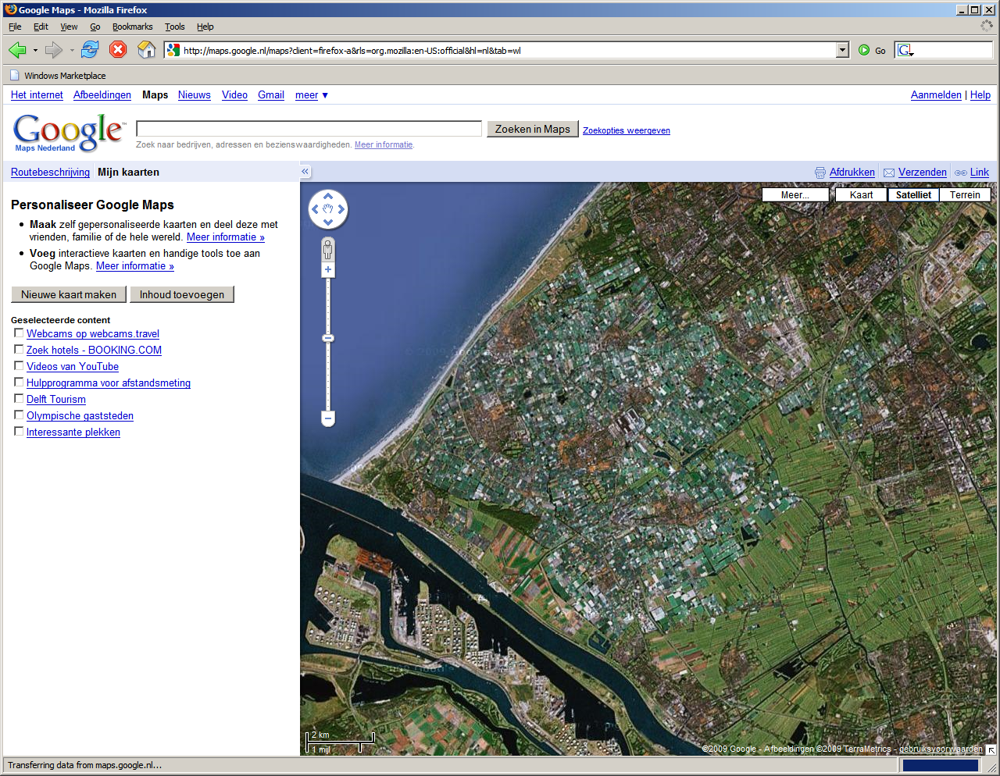 Google Maps - Mozilla Firefox
File Edit View Go Bookmarks Tools Help
http://maps.google.nl/maps?client=firefox-a&rls=org.mozilla:en-US:official&hl=nl&tab=wl
Go
G
Windows Marketplace
Het internet Afbeeldingen Maps Nieuws Video Gmail meer ▼
Aanmelden | Help
Google™
Maps Nederland
Zoeken in Maps
Zoekopties weergeven
Zoek naar bedrijven, adressen en bezienswaardigheden. Meer informatie.
Routebeschrijving Mijn kaarten
«
Afdrukken Verzenden Link
Personaliseer Google Maps
• Maak zelf gepersonaliseerde kaarten en deel deze met
vrienden, familie of de hele wereld. Meer informatie »
• Voeg interactieve kaarten en handige tools toe aan
Google Maps. Meer informatie »
Nieuwe kaart maken Inhoud toevoegen
Geselecteerde content
Webcams op webcams.travel
Zoek hotels - BOOKING.COM
Videos van YouTube
Hulpprogramma voor afstandsmeting
Delft Tourism
Olympische gaststeden
Interessante plekken
Meer... Kaart Satelliet Terrein
2 km
1 mijl
©2009 Google - Afbeeldingen ©2009 TerraMetrics - gebruiksvoorwaarden
Transferring data from maps.google.nl...